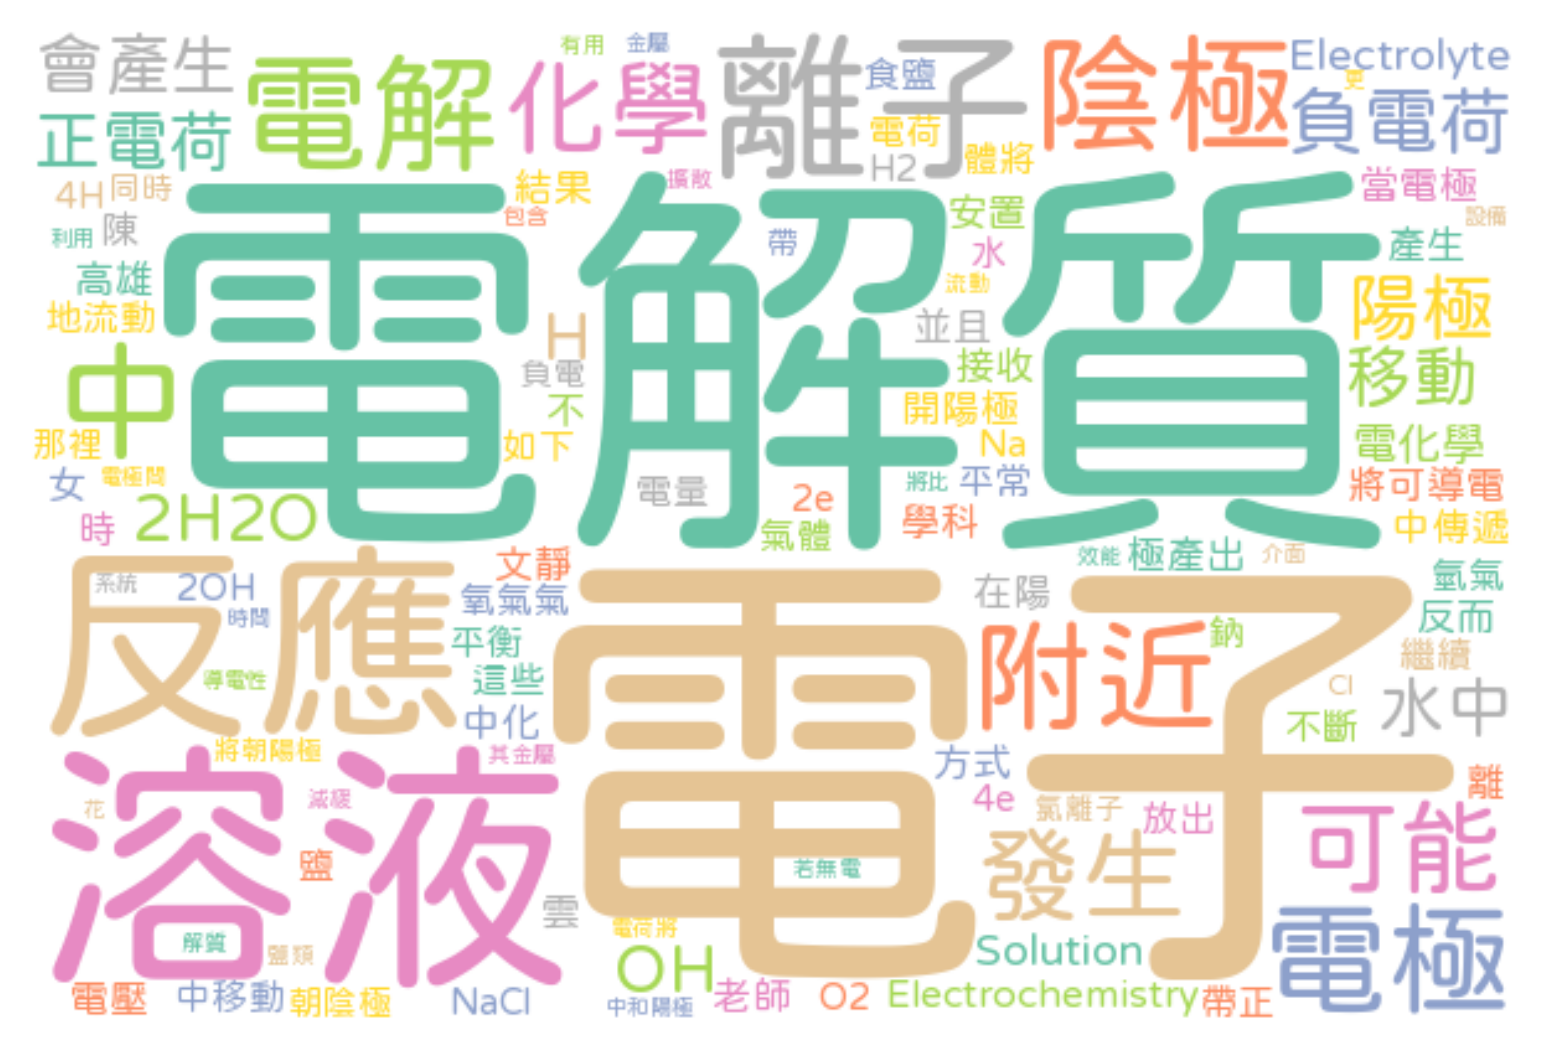 會產生
電解
有用
金屬
化學
離子
食鹽
陰極
Electrolyte
更
負電荷
正電荷
電荷
H2
體將
4H
同時
結果
擴散
包含
安置
當電極
設備
利用
陳
帶
水
產生
高雄
流動
地流動
電解質
陽極
H
並且
中
負電
接收
移動
不
開陽極
那裡
如下
Na
電化學
女
電極間
電量
2e
將比
平常
將可導電
2H2O
時
氣體
學科
中傳遞
效能
極產出
介面
反應
系統
2OH
文靜
電子
在陽
氫氣
時間
氧氣氣
反而
平衡
附近
鈉
繼續
導電性
這些
Cl
水中
中化
不斷
將朝陽極
其金屬
方式
離
溶液
花
減緩
4e
氯離子
放出
可能
鹽
若無電
發生
雲
電荷將
電極
解質
鹽類
OH
Solution
電壓
中移動
朝陰極
NaCl
中和陽極
老師
O2
Electrochemistry
帶正